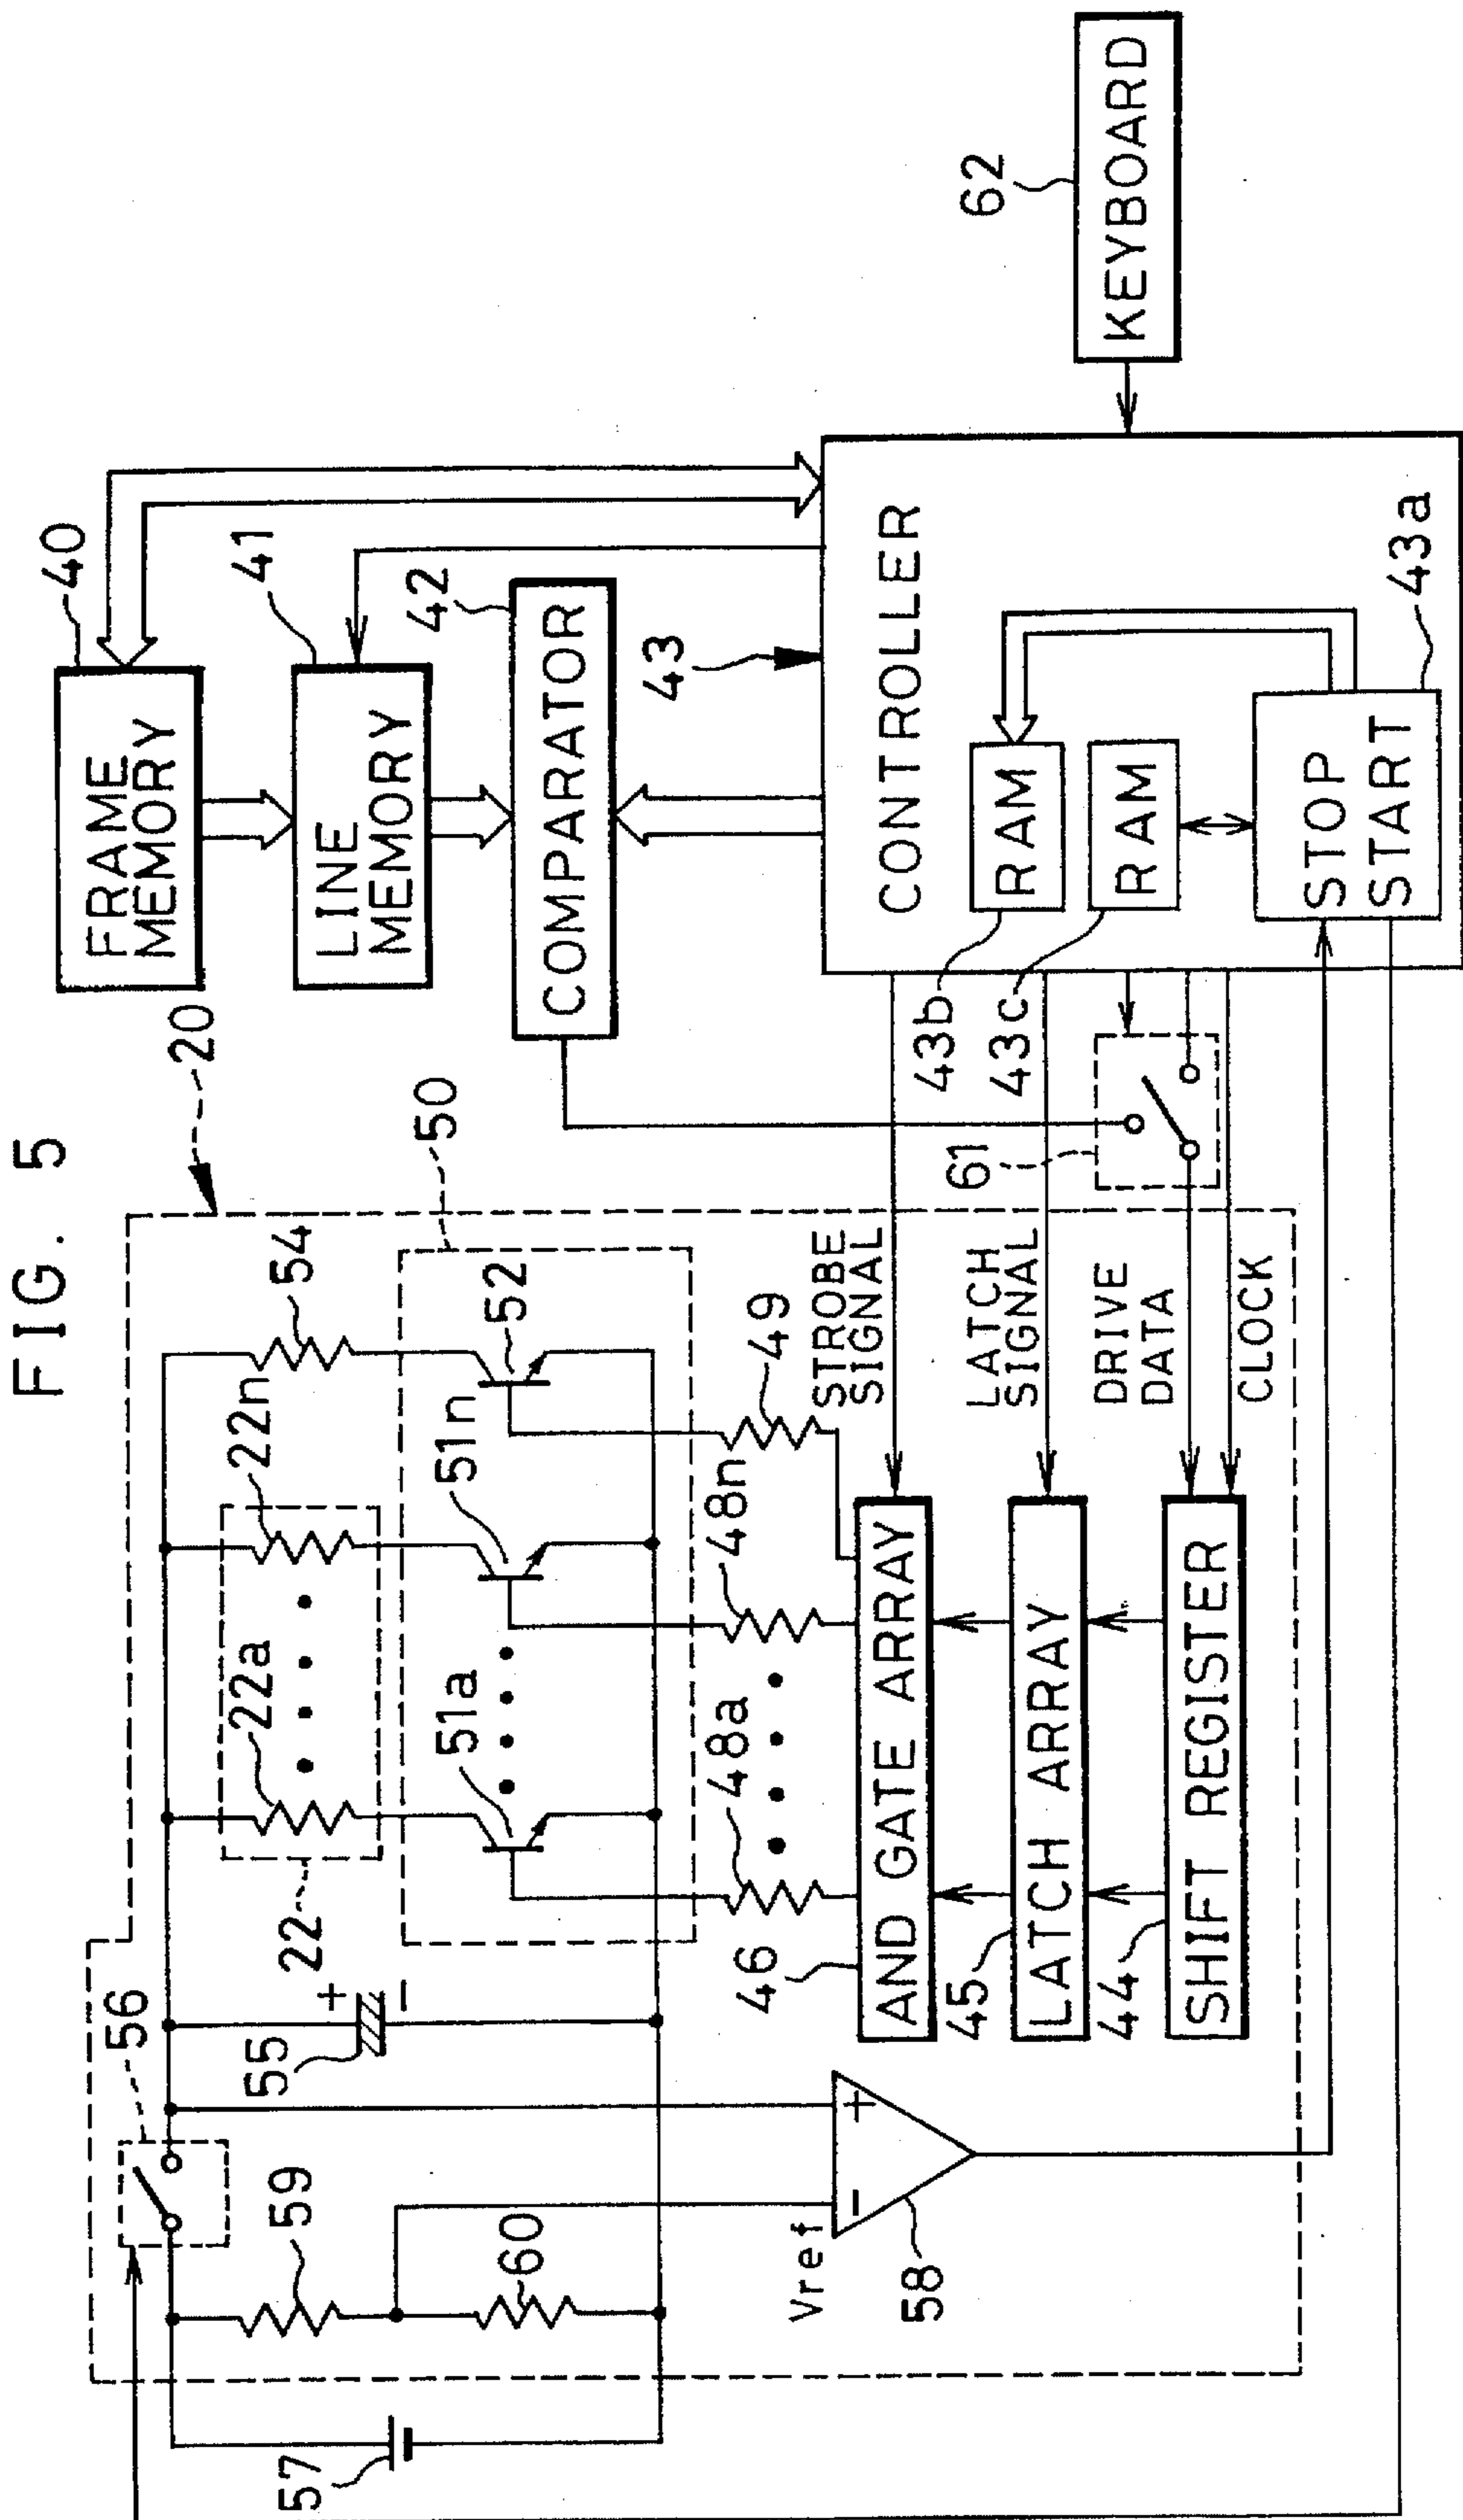 FIG. 5
20
40
FRAME
MEMORY
41
LINE
MEMORY
42
COMPARATOR
43
CONTROLLER
43b
RAM
43c
RAM
STOP
START
43a
62
KEYBOARD
61
56
57
59
60
55
+
−
22
22a
22n
54
50
51a
51n
52
48a
48n
49
Vref
−
+
58
46
AND GATE ARRAY
45
LATCH ARRAY
44
SHIFT REGISTER
STROBE
SIGNAL
LATCH
SIGNAL
DRIVE
DATA
CLOCK